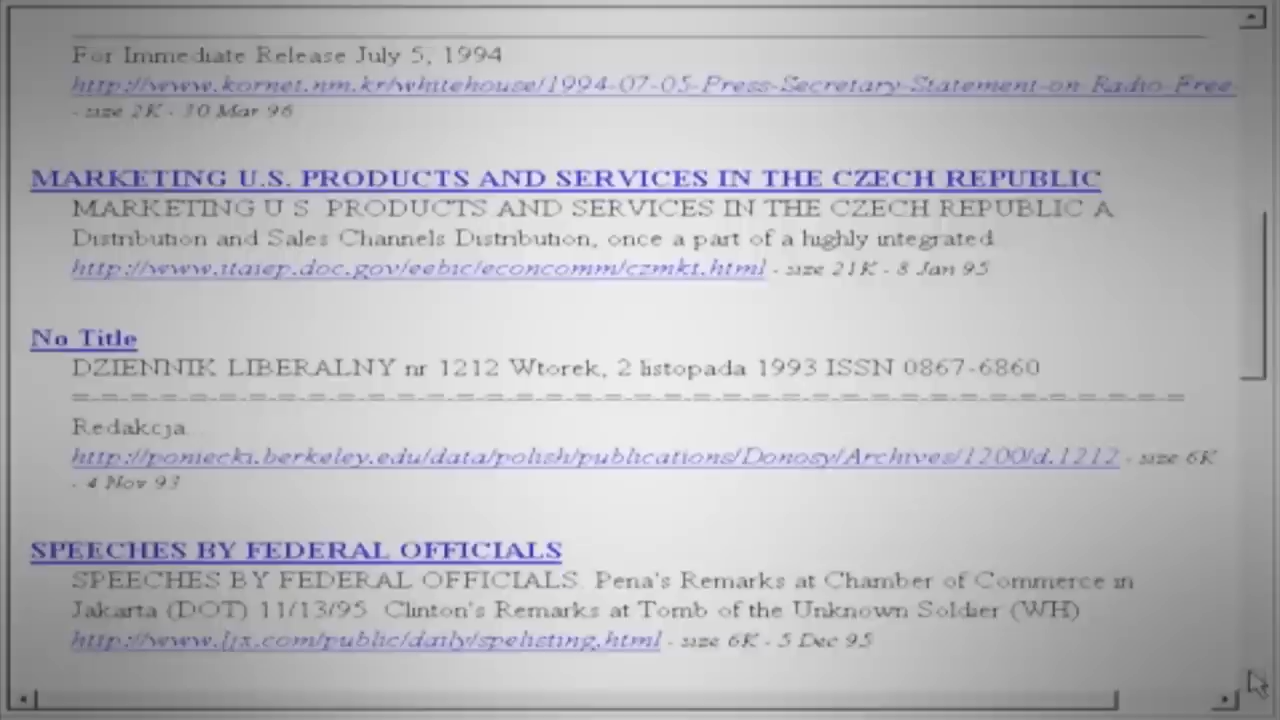 For Immediate Release July 5, 1994
http://www.kornet.nm.kr/whitehouse/1994-07-05-Press-Secretary-Statement-on-Radio-Free-
- size 2K - 30 Mar 96
MARKETING U.S. PRODUCTS AND SERVICES IN THE CZECH REPUBLIC
MARKETING U S PRODUCTS AND SERVICES IN THE CZECH REPUBLIC A
Distribution and Sales Channels Distribution, once a part of a highly integrated
http://www.itaiep.doc.gov/eebic/econcomm/czmkt.html - size 21K - 8 Jan 95
No Title
DZIENNIK LIBERALNY nr 1212 Wtorek, 2 listopada 1993 ISSN 0867-6860
=-=-=-=-=-=-=-=-=-=-=-=-=-=-=-=-=-=-=-=-=-=-=-=-=-=-=-=-=
Redakcja
http://poniecki.berkeley.edu/data/polish/publications/Donosy/Archives/1200/d.1212 - size 6K
- 4 Nov 93
SPEECHES BY FEDERAL OFFICIALS
SPEECHES BY FEDERAL OFFICIALS. Pena's Remarks at Chamber of Commerce in
Jakarta (DOT) 11/13/95 Clinton's Remarks at Tomb of the Unknown Soldier (WH)
http://www.ljx.com/public/daily/spehsting.html - size 6K - 5 Dec 95